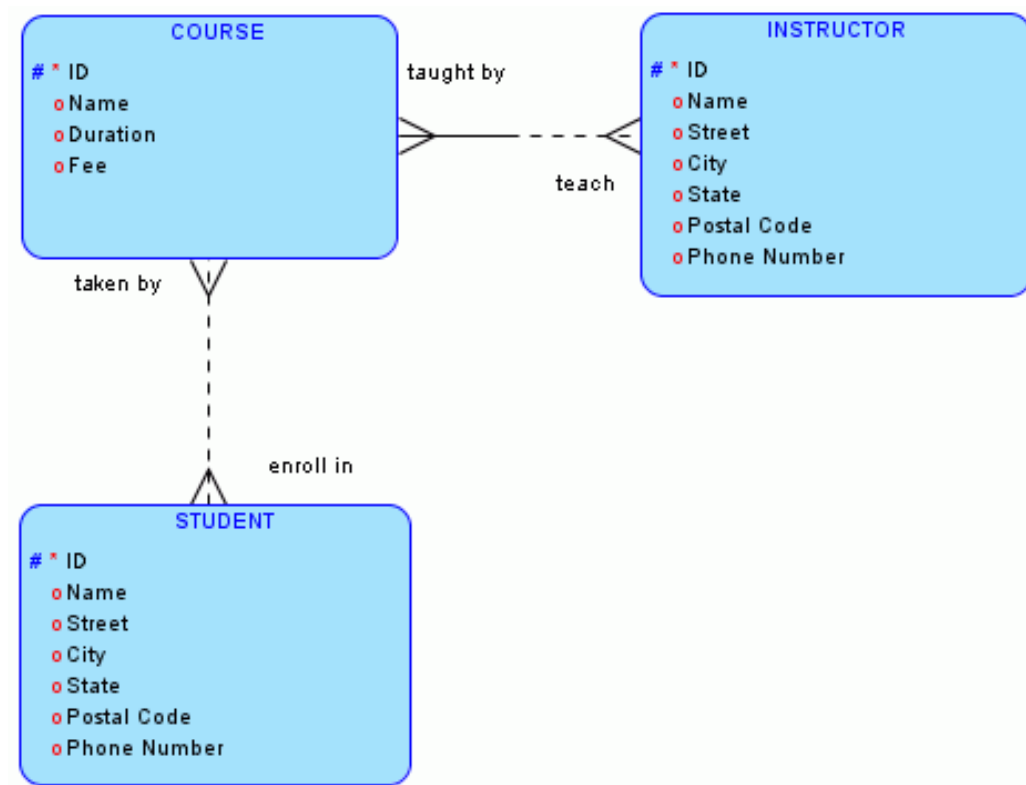 COURSE
# * ID
o Name
o Duration
o Fee
taught by
teach
INSTRUCTOR
# * ID
o Name
o Street
o City
o State
o Postal Code
o Phone Number
taken by
enroll in
STUDENT
# * ID
o Name
o Street
o City
o State
o Postal Code
o Phone Number